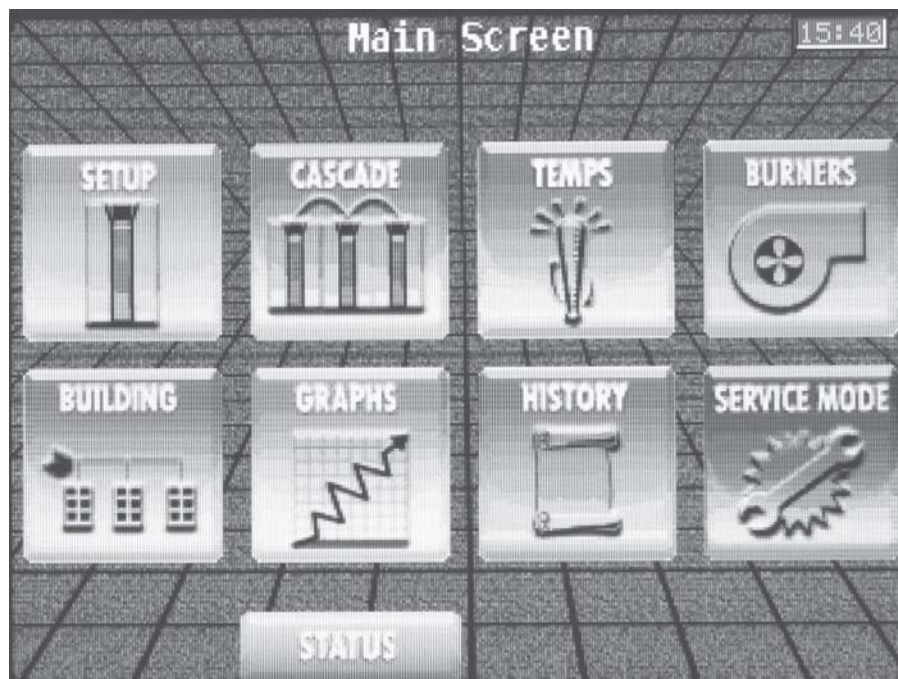 Main Screen 15:40
SETUP CASCADE TEMPS BURNERS
BUILDING GRAPHS HISTORY SERVICE MODE
STATUS